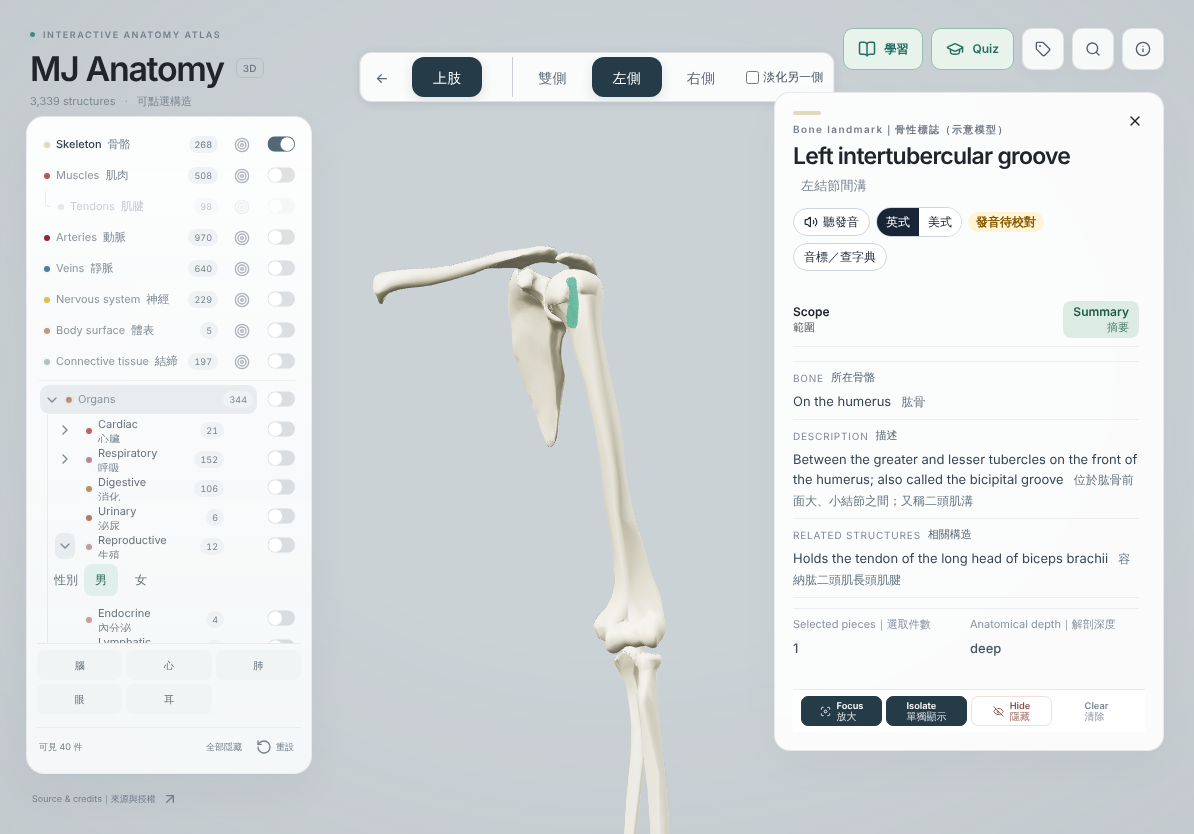 INTERACTIVE ANATOMY ATLAS
MJ Anatomy 3D
3,339 structures · 可點選構造
上肢 雙側 左側 右側 淡化另一側
學習 Quiz
Skeleton 骨骼 268
Muscles 肌肉 508
Tendons 肌腱 98
Arteries 動脈 970
Veins 靜脈 640
Nervous system 神經 229
Body surface 體表 5
Connective tissue 結締 197
Organs 344
Cardiac 21
心臟
Respiratory 152
呼吸
Digestive 106
消化
Urinary 6
泌尿
Reproductive 12
生殖
性別 男 女
Endocrine 4
內分泌
Lymphatic
腦 心 肺
眼 耳
可見 40 件 全部隱藏 重設
Source & credits | 來源與授權
Bone landmark | 骨性標誌（示意模型）
Left intertubercular groove
左結節間溝
聽發音 英式 美式 發音待校對
音標／查字典
Scope Summary
範圍 摘要
BONE 所在骨骼
On the humerus 肱骨
DESCRIPTION 描述
Between the greater and lesser tubercles on the front of
the humerus; also called the bicipital groove 位於肱骨前
面大、小結節之間；又稱二頭肌溝
RELATED STRUCTURES 相關構造
Holds the tendon of the long head of biceps brachii 容
納肱二頭肌長頭肌腱
Selected pieces | 選取件數 Anatomical depth | 解剖深度
1 deep
Focus Isolate Hide Clear
放大 單獨顯示 隱藏 清除